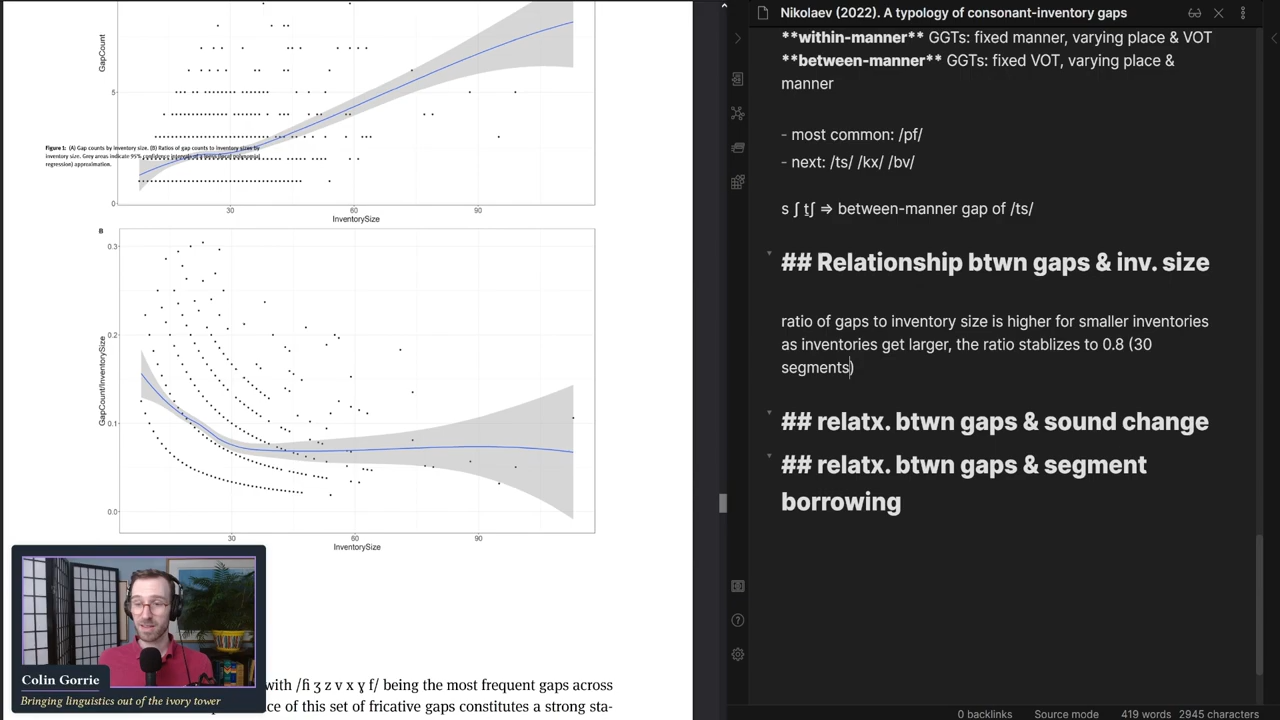 GapCount
5
0
30
60
90
InventorySize
Figure 1: (A) Gap counts by inventory size. (B) Ratios of gap counts to inventory sizes by
inventory size. Grey areas indicate 95% confidence intervals of a
regression) approximation.
B
0.3
0.2
0.1
0.0
GapCount/InventorySize
30
60
90
InventorySize
with /ɦ ʒ z v x ɣ f/ being the most frequent gaps across
ce of this set of fricative gaps constitutes a strong sta-
Colin Gorrie
Bringing linguistics out of the ivory tower
Nikolaev (2022). A typology of consonant-inventory gaps
**within-manner** GGTs: fixed manner, varying place & VOT
**between-manner** GGTs: fixed VOT, varying place &
manner
- most common: /pf/
- next: /ts/ /kx/ /bv/
s ʃ t̠ʃ ⇒ between-manner gap of /ts/
## Relationship btwn gaps & inv. size
ratio of gaps to inventory size is higher for smaller inventories
as inventories get larger, the ratio stablizes to 0.8 (30
segments)
## relatx. btwn gaps & sound change
## relatx. btwn gaps & segment
borrowing
0 backlinks Source mode 419 words 2945 characters